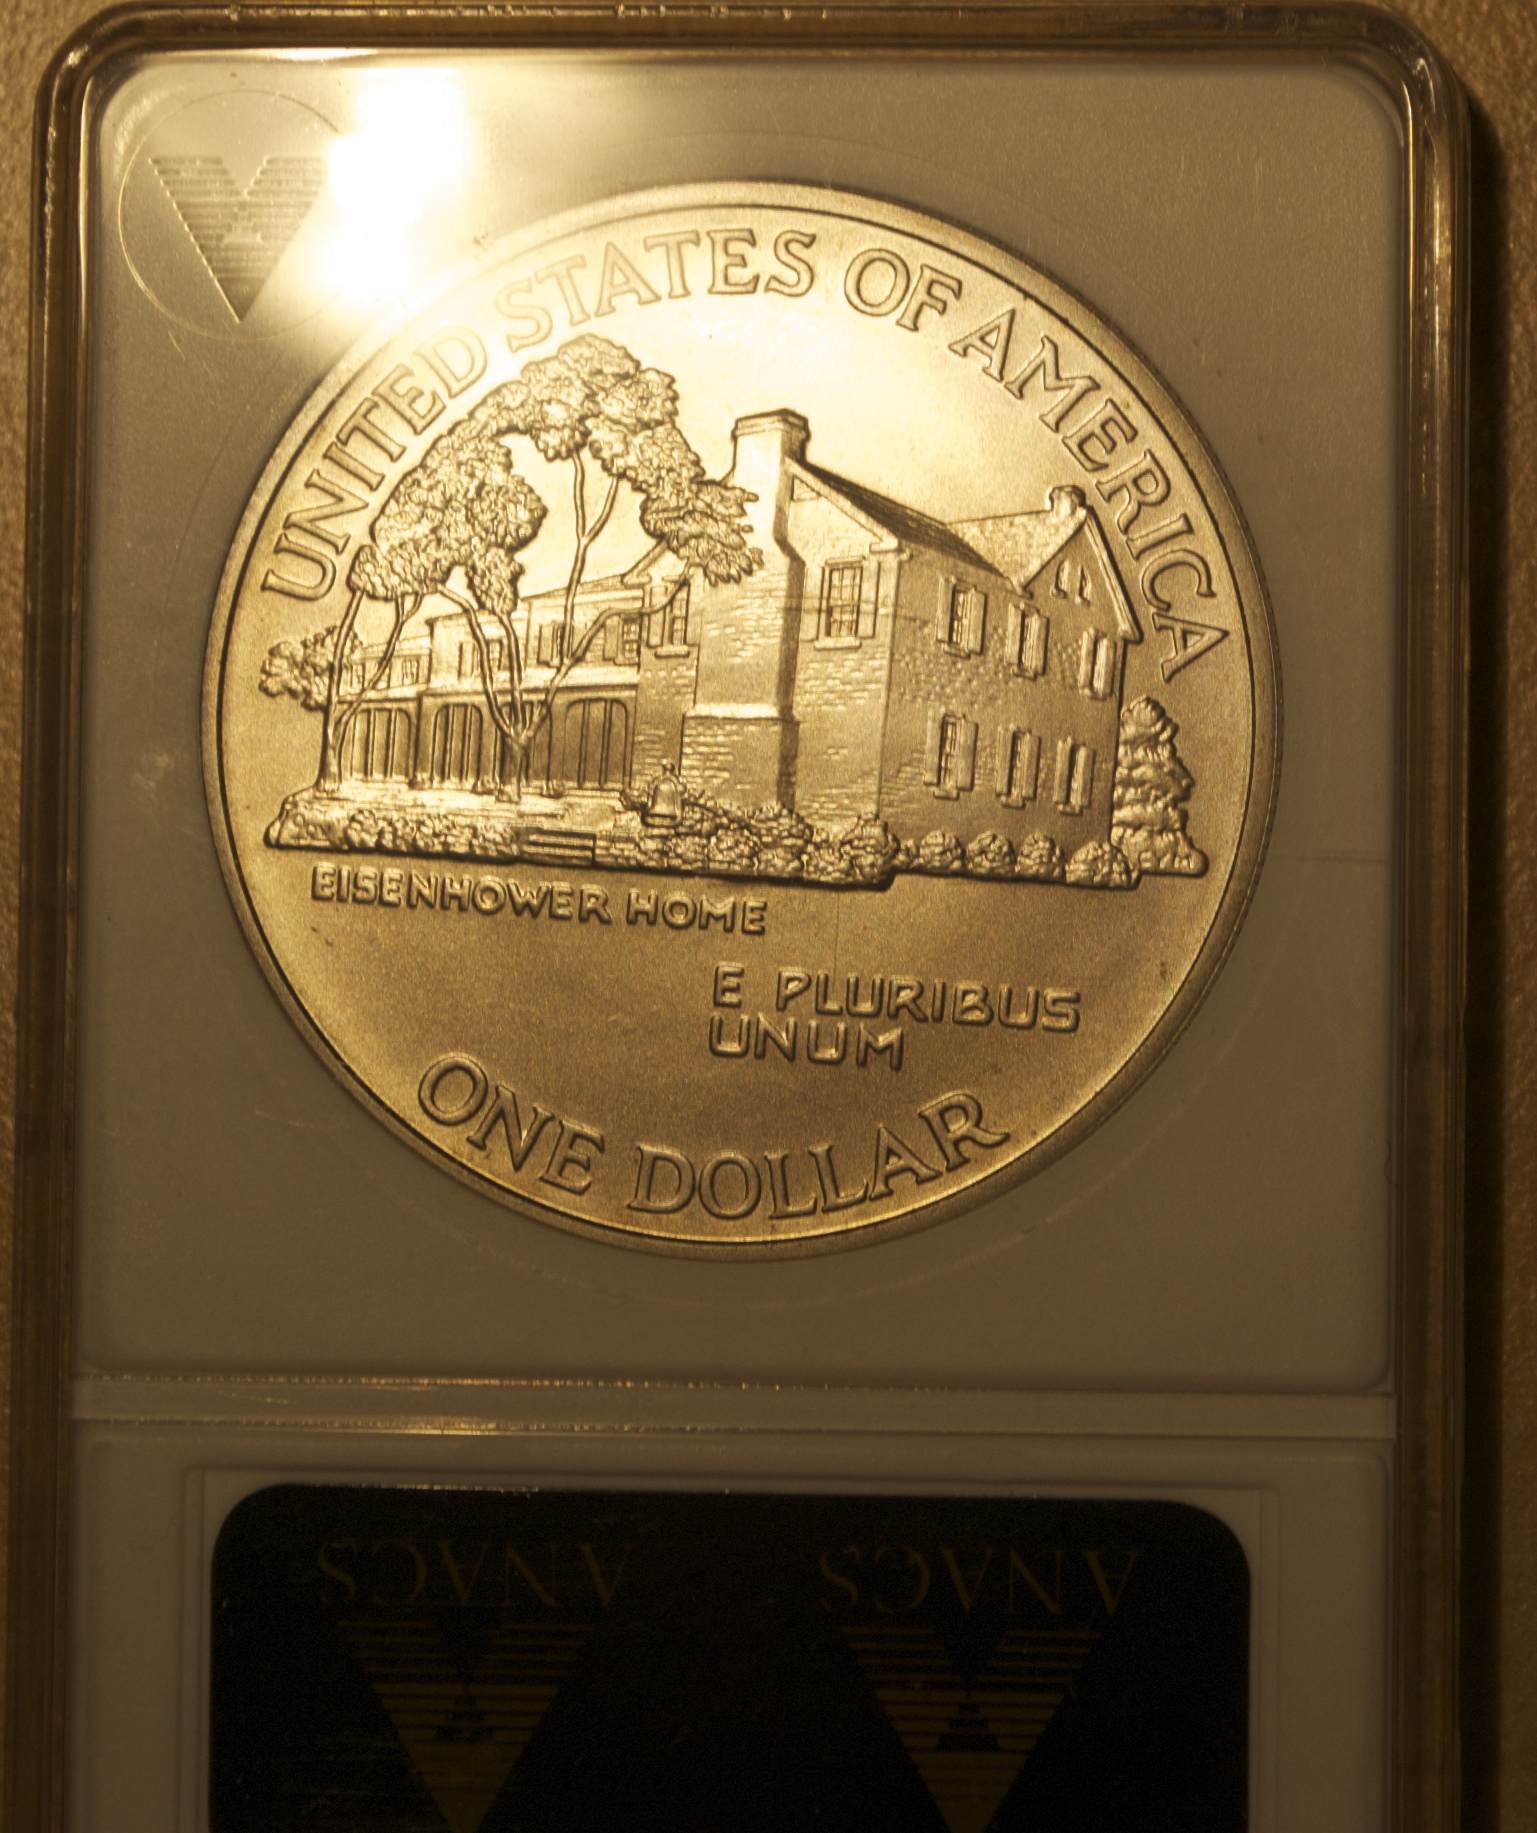 UNITED STATES OF AMERICA
EISENHOWER HOME
E PLURIBUS
UNUM
ONE DOLLAR
ANACS ANACS